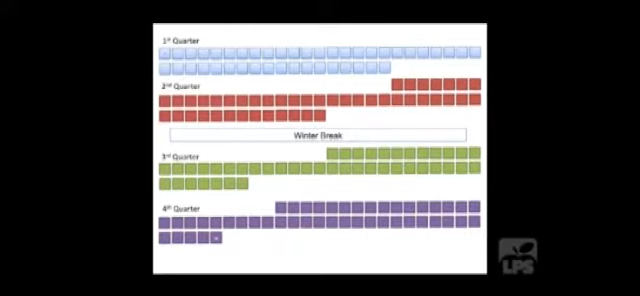 1st Quarter
2nd Quarter
Winter Break
3rd Quarter
4th Quarter
LPS